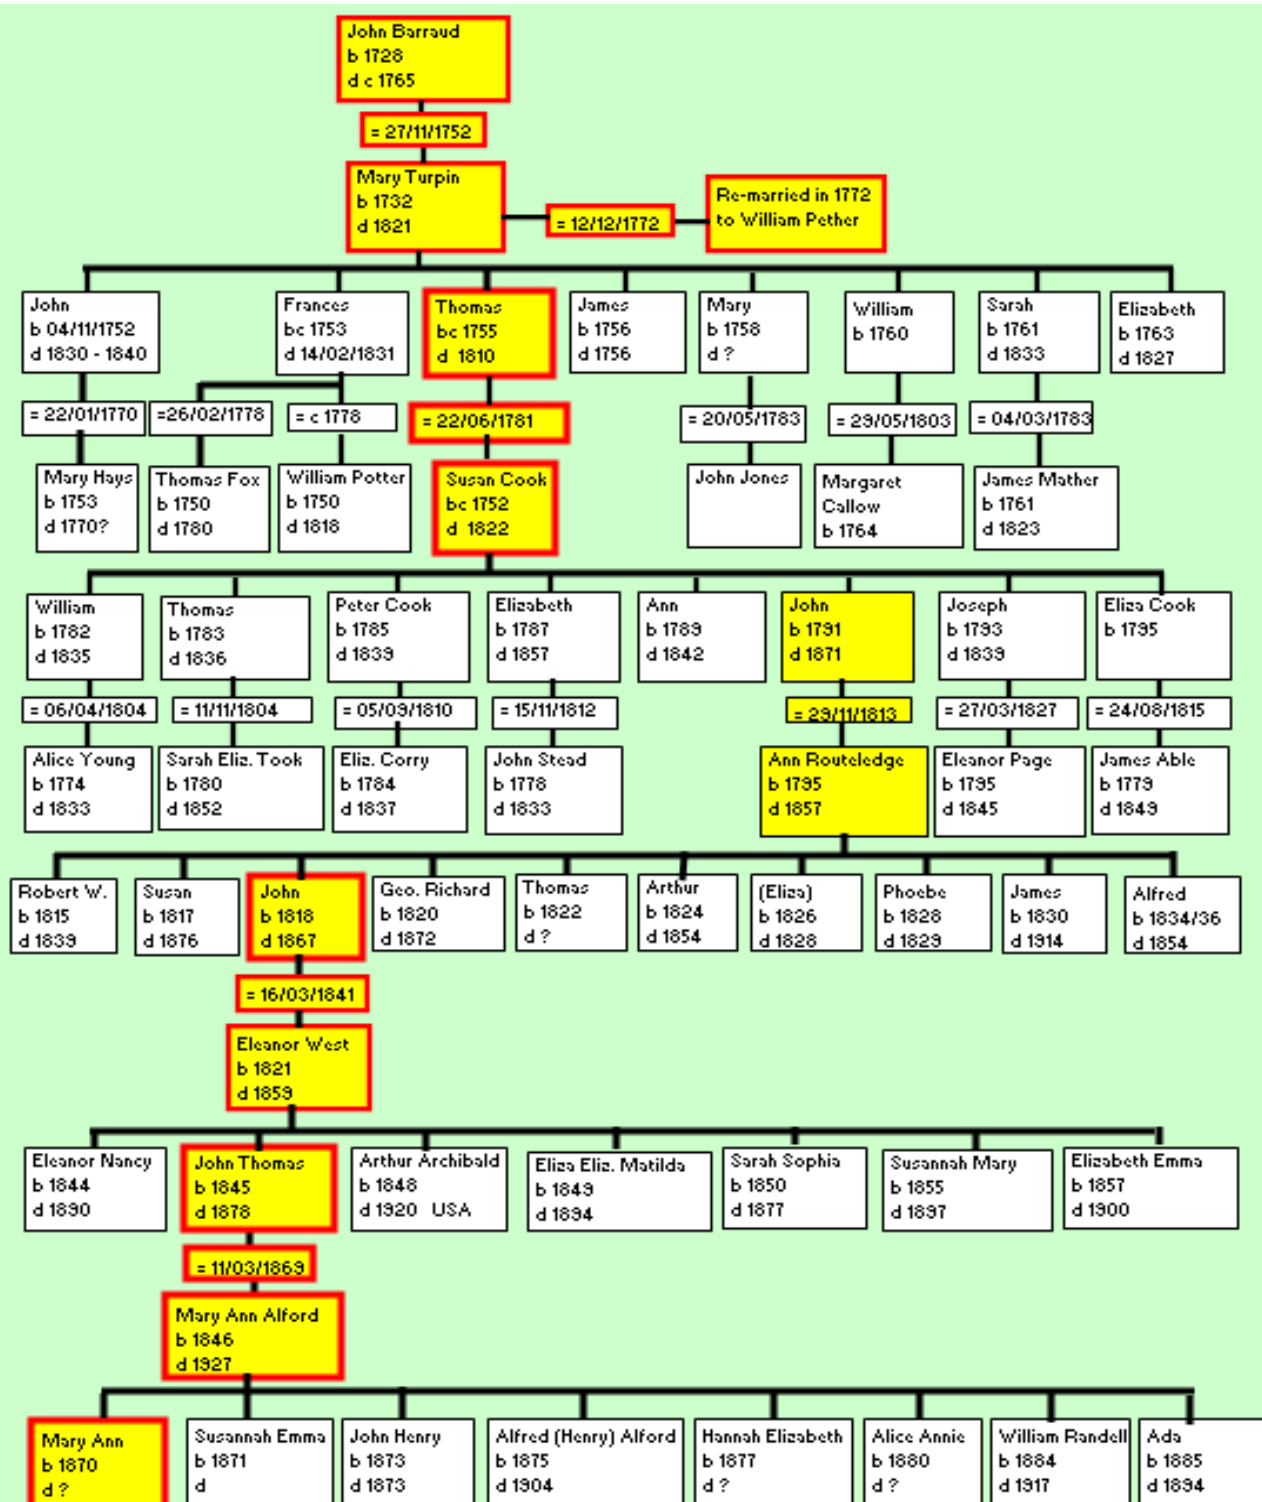 John Barraud
b 1728
d c 1765
= 27/11/1752
Mary Turpin
b 1732
d 1821
= 12/12/1772
Re-married in 1772
to William Pether
John
b 04/11/1752
d 1830 - 1840
Frances
bc 1753
d 14/02/1831
Thomas
bc 1755
d 1810
James
b 1756
d 1756
Mary
b 1758
d ?
William
b 1760
Sarah
b 1761
d 1833
Elizabeth
b 1763
d 1827
= 22/01/1770
=26/02/1778
= c 1778
= 22/06/1781
= 20/05/1783
= 29/05/1803
= 04/03/1783
Mary Hays
b 1753
d 1770?
Thomas Fox
b 1750
d 1780
William Potter
b 1750
d 1818
Susan Cook
bc 1752
d 1822
John Jones
Margaret
Callow
b 1764
James Mather
b 1761
d 1823
William
b 1782
d 1835
Thomas
b 1783
d 1836
Peter Cook
b 1785
d 1839
Elizabeth
b 1787
d 1857
Ann
b 1789
d 1842
John
b 1791
d 1871
Joseph
b 1793
d 1839
Eliza Cook
b 1795
= 06/04/1804
= 11/11/1804
= 05/09/1810
= 15/11/1812
= 29/11/1813
= 27/03/1827
= 24/08/1815
Alice Young
b 1774
d 1833
Sarah Eliz. Took
b 1780
d 1852
Eliz. Corry
b 1784
d 1837
John Stead
b 1778
d 1833
Ann Routeledge
b 1795
d 1857
Eleanor Page
b 1795
d 1845
James Able
b 1779
d 1849
Robert W.
b 1815
d 1839
Susan
b 1817
d 1876
John
b 1818
d 1867
Geo. Richard
b 1820
d 1872
Thomas
b 1822
d ?
Arthur
b 1824
d 1854
(Eliza)
b 1826
d 1828
Phoebe
b 1828
d 1829
James
b 1830
d 1914
Alfred
b 1834/36
d 1854
= 16/03/1841
Eleanor West
b 1821
d 1859
Eleanor Nancy
b 1844
d 1890
John Thomas
b 1845
d 1878
Arthur Archibald
b 1848
d 1920 USA
Eliza Eliz. Matilda
b 1849
d 1894
Sarah Sophia
b 1850
d 1877
Susannah Mary
b 1855
d 1897
Elizabeth Emma
b 1857
d 1900
= 11/03/1869
Mary Ann Alford
b 1846
d 1927
Mary Ann
b 1870
d ?
Susannah Emma
b 1871
d
John Henry
b 1873
d 1873
Alfred (Henry) Alford
b 1875
d 1904
Hannah Elizabeth
b 1877
d ?
Alice Annie
b 1880
d ?
William Randell
b 1884
d 1917
Ada
b 1885
d 1894